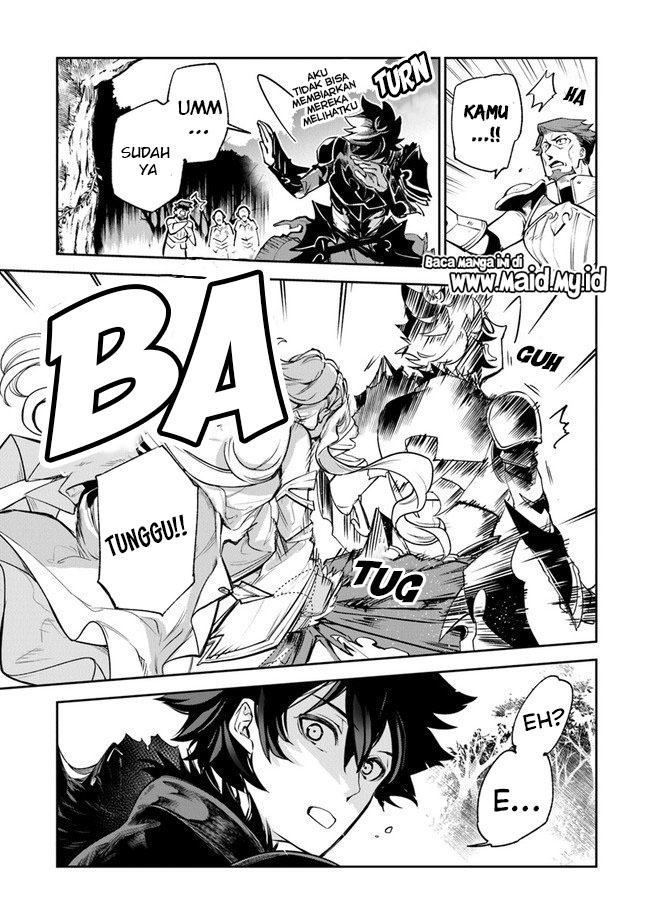 HA
KAMU
...!!
TURN
AKU
TIDAK BISA
MEMBIARKAN
MEREKA
MELIHATKU
UMM
...
SUDAH
YA
Baca Manga ini di
www.Maid.My.id
GUH
BA
TUNGGU!!
TUG
EH?
E...